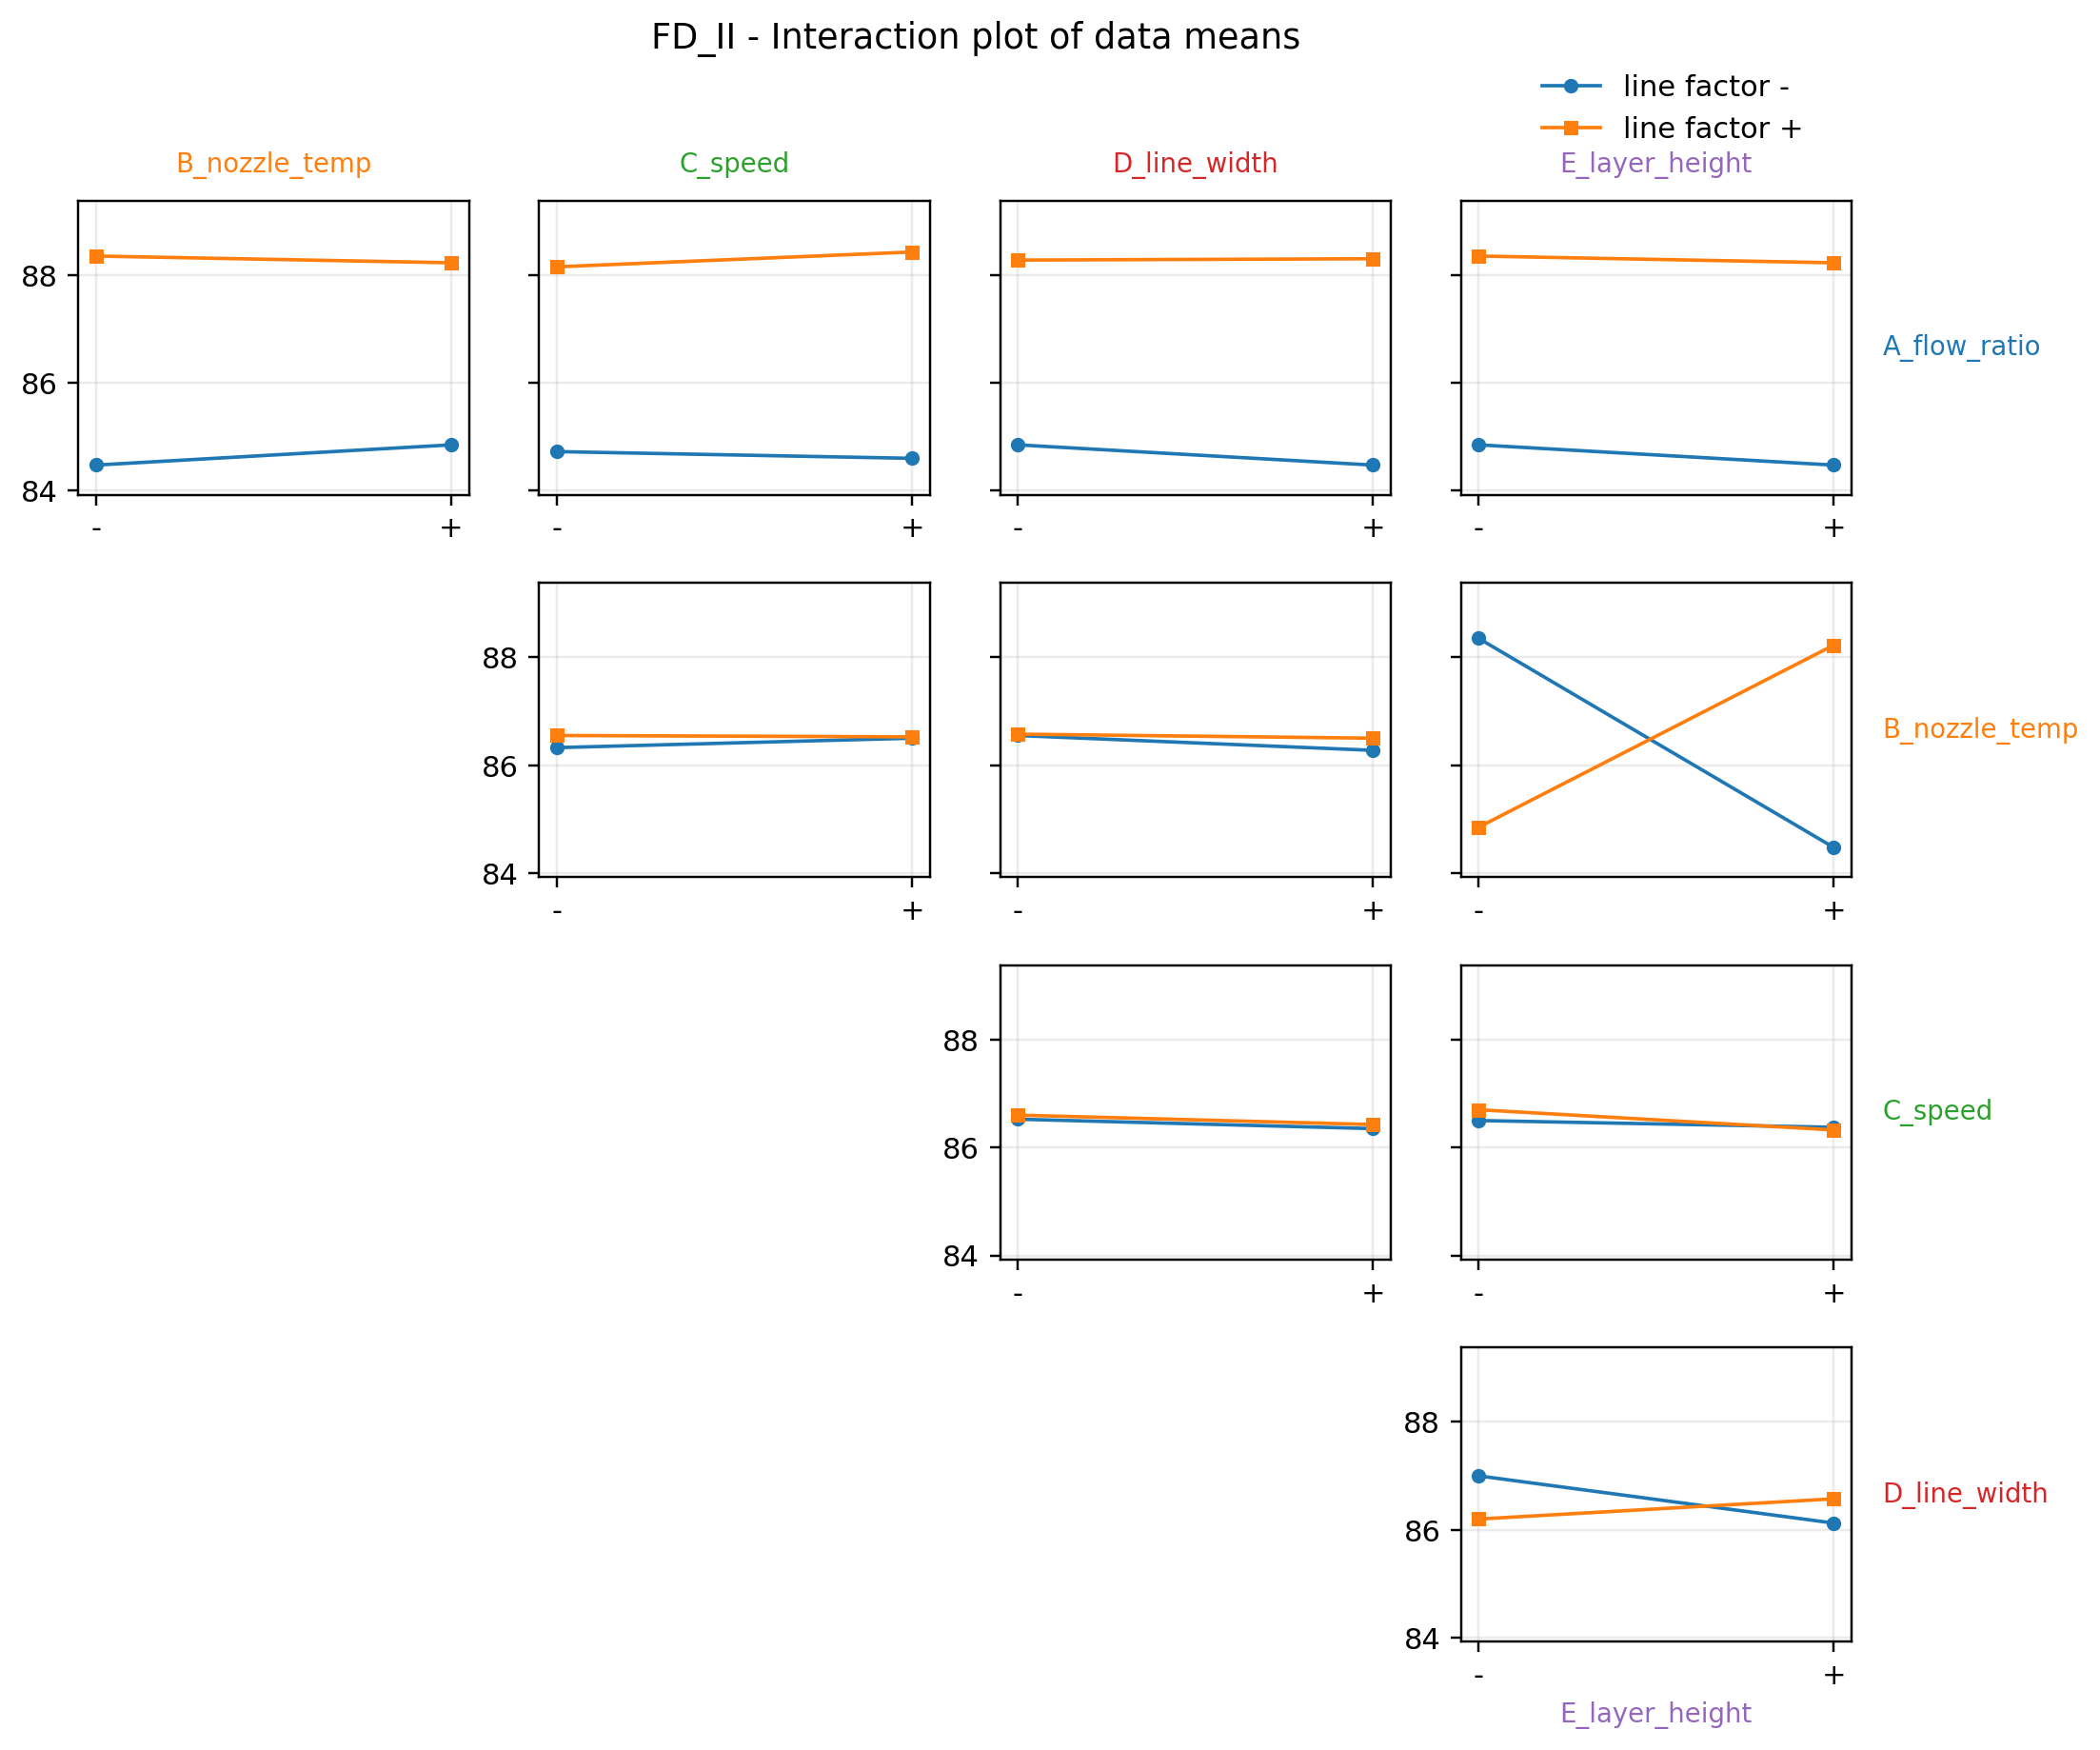 FD_II - Interaction plot of data means
line factor -
line factor +
B_nozzle_temp
C_speed
D_line_width
E_layer_height
88
86
84
- + - + - + - +
A_flow_ratio
88
86
84
- + - + - +
B_nozzle_temp
88
86
84
- + - +
C_speed
88
86
84
- +
D_line_width
E_layer_height